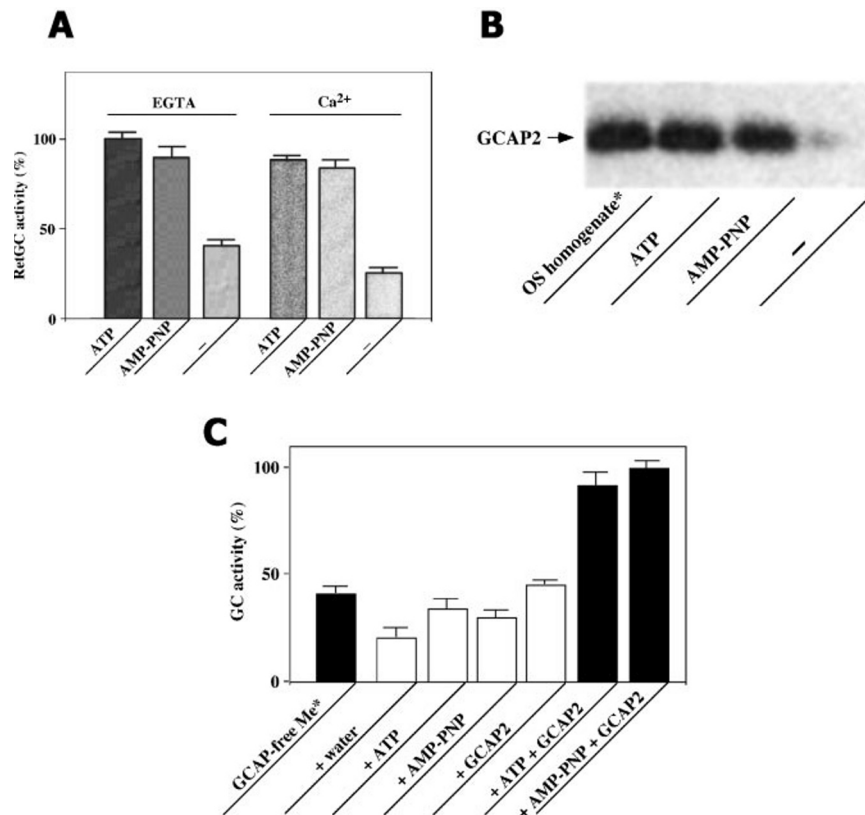 A
EGTA
Ca2+
RetGC activity (%)
100
50
0
ATP
AMP-PNP
–
ATP
AMP-PNP
–
B
GCAP2
OS homogenate*
ATP
AMP-PNP
–
C
GC activity (%)
100
50
0
GCAP-free Me*
+ water
+ ATP
+ AMP-PNP
+ GCAP2
+ ATP + GCAP2
+ AMP-PNP + GCAP2